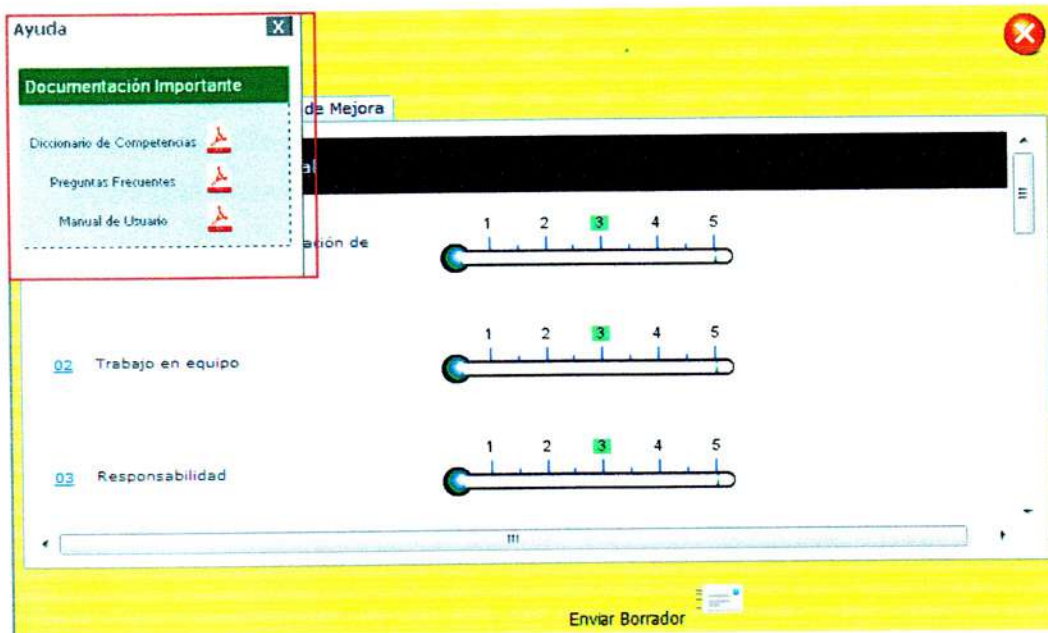 Ayuda
X
Documentación Importante
Diccionario de Competencias
Preguntas Frecuentes
Manual de Usuario
de Mejora
al
ación de
1 2 3 4 5
02 Trabajo en equipo
1 2 3 4 5
03 Responsabilidad
1 2 3 4 5
Enviar Borrador